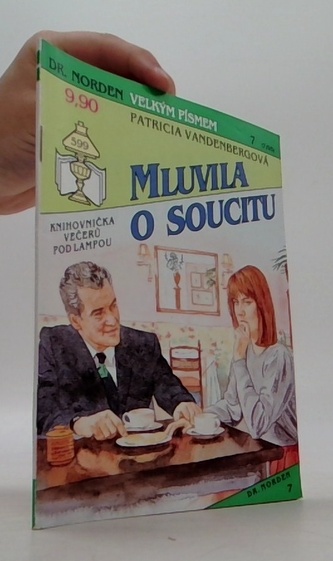 DR. NORDEN VELKÝM PÍSMEM
9,90
7
PATRICIA VANDENBERGOVÁ
599
MLUVILA
O SOUCITU
KNIHOVNIČKA
VEČERŮ
POD LAMPOU
DR. NORDEN
7